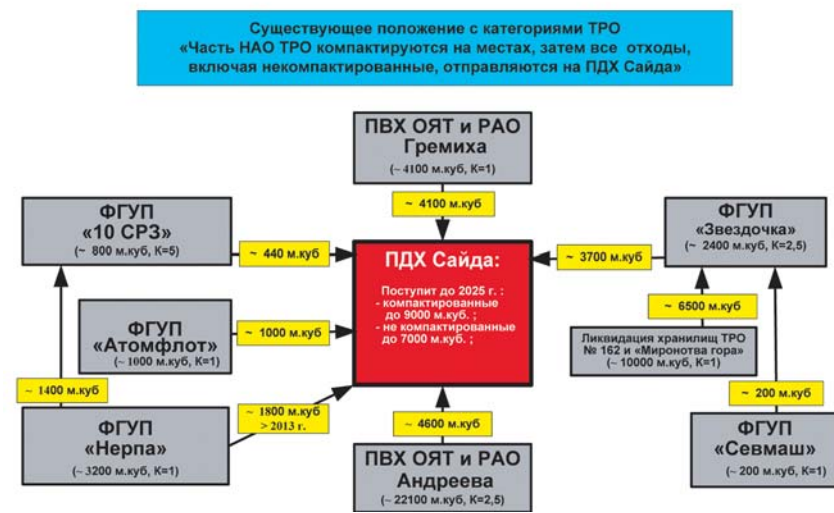 Существующее положение с категориями ТРО
«Часть НАО ТРО компактируются на местах, затем все отходы,
включая некомпактированные, отправляются на ПДХ Сайда»
ПВХ ОЯТ и РАО
Гремиха
(~ 4100 м.куб, К=1)
~ 4100 м.куб
ФГУП
«10 СРЗ»
(~ 800 м.куб, К=5)
~ 440 м.куб
ПДХ Сайда:
Поступит до 2025 г. :
- компактированные
до 9000 м.куб. ;
- не компактированные
до 7000 м.куб. ;
~ 3700 м.куб
ФГУП
«Звездочка»
(~ 2400 м.куб, К=2,5)
ФГУП
«Атомфлот»
(~ 1000 м.куб, К=1)
~ 1000 м.куб
~ 6500 м.куб
Ликвидация хранилищ ТРО
№ 162 и «Миронотва гора»
(~ 10000 м.куб, К=1)
~ 1400 м.куб
~ 1800 м.куб
> 2013 г.
~ 4600 м.куб
~ 200 м.куб
ФГУП
«Нерпа»
(~ 3200 м.куб, К=1)
ПВХ ОЯТ и РАО
Андреева
(~ 22100 м.куб, К=2,5)
ФГУП
«Севмаш»
(~ 200 м.куб, К=1)